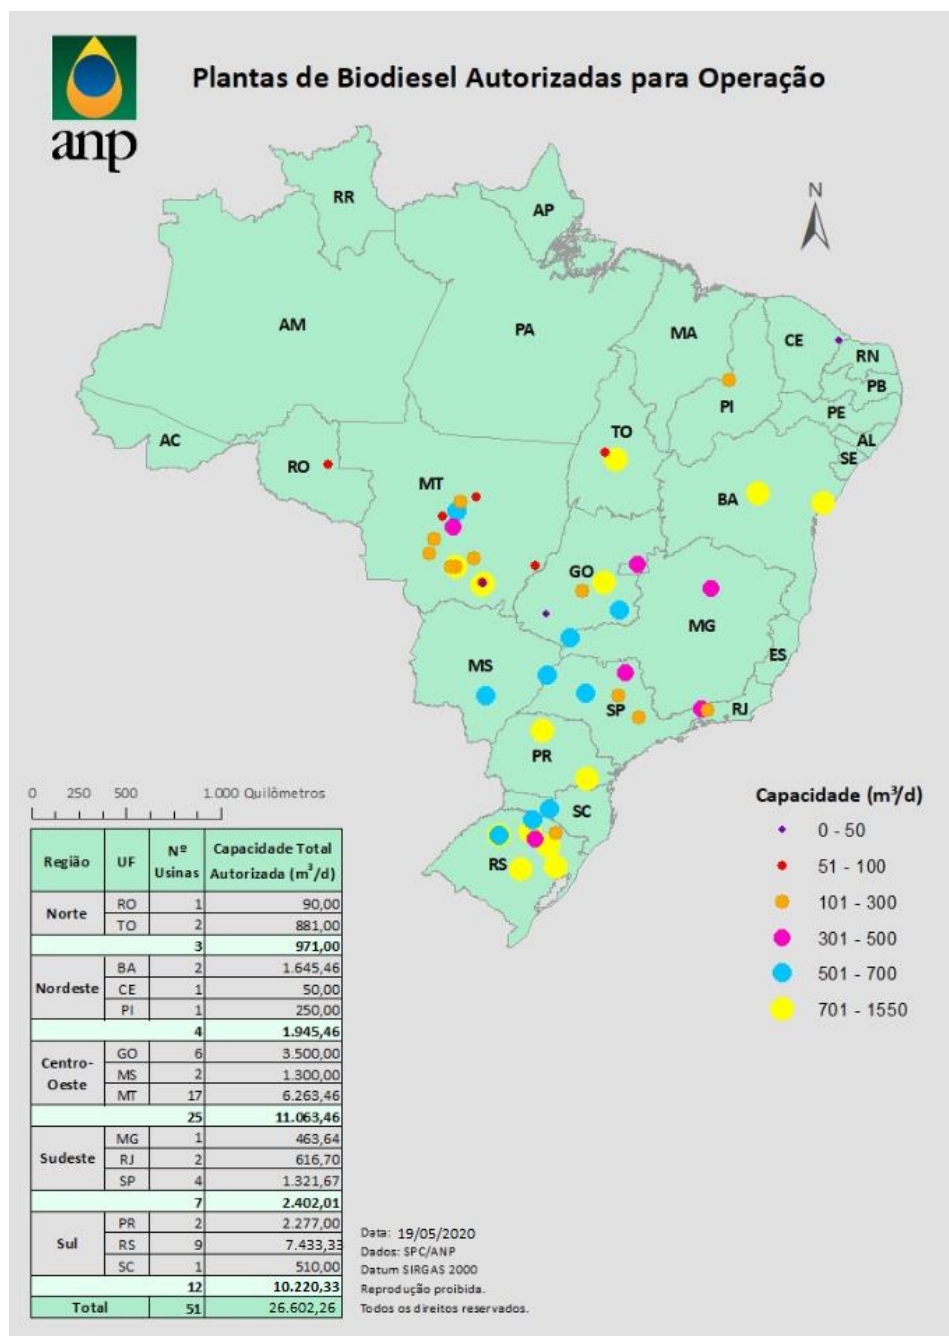 anp
Plantas de Biodiesel Autorizadas para Operação
N
RR
AP
AM
PA
MA
CE
RN
PB
PI
PE
AC
TO
AL
SE
RO
MT
BA
GO
MG
ES
MS
SP
RJ
PR
SC
RS
0 250 500 1.000 Quilômetros
Capacidade (m³/d)
0 - 50
51 - 100
101 - 300
301 - 500
501 - 700
701 - 1550
Região UF Nº Usinas Capacidade Total Autorizada (m³/d)
Norte RO 1 90,00
TO 2 881,00
3 971,00
Nordeste BA 2 1.645,46
CE 1 50,00
PI 1 250,00
4 1.945,46
Centro-Oeste GO 6 3.500,00
MS 2 1.300,00
MT 17 6.263,46
25 11.063,46
Sudeste MG 1 463,64
RJ 2 616,70
SP 4 1.321,67
7 2.402,01
Sul PR 2 2.277,00
RS 9 7.433,33
SC 1 510,00
12 10.220,33
Total 51 26.602,26
Data: 19/05/2020
Dados: SPC/ANP
Datum SIRGAS 2000
Reprodução proibida.
Todos os direitos reservados.